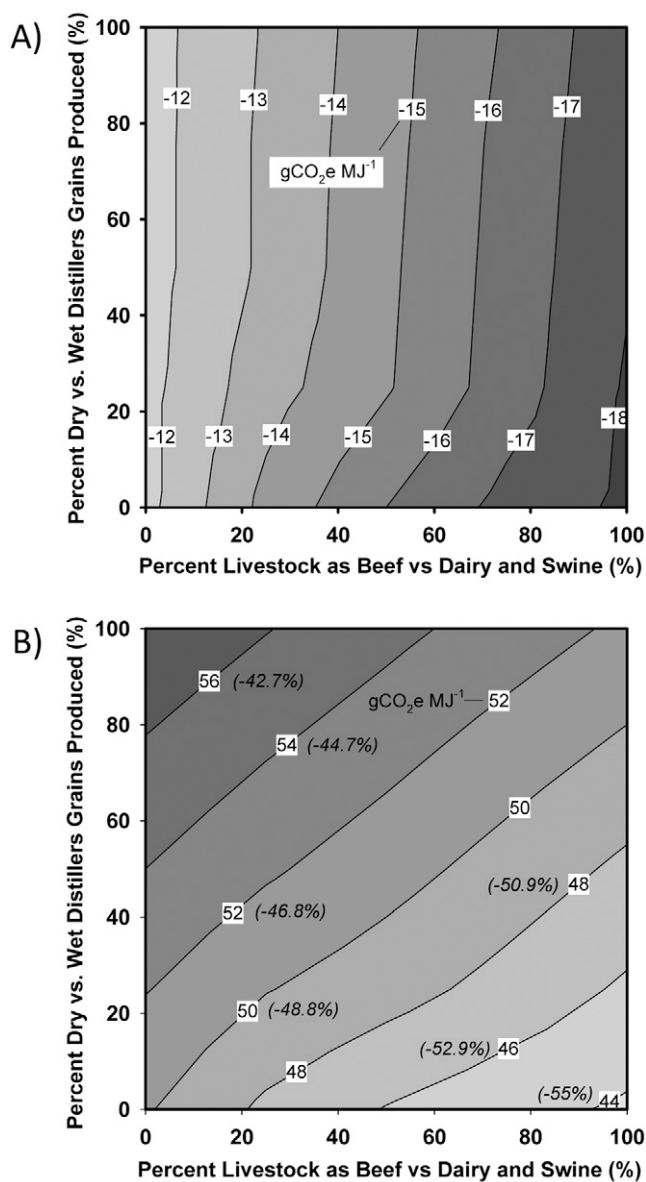 A)
Percent Dry vs. Wet Distillers Grains Produced (%)
100
80
60
40
20
0
-12 -13 -14 -15 -16 -17
gCO₂e MJ⁻¹
-18
-12 -13 -14 -15 -16 -17
0 20 40 60 80 100
Percent Livestock as Beef vs Dairy and Swine (%)
B)
Percent Dry vs. Wet Distillers Grains Produced (%)
100
80
60
40
20
0
56 (-42.7%)
gCO₂e MJ⁻¹ 52
54 (-44.7%)
50
(-50.9%) 48
52 (-46.8%)
50 (-48.8%)
(-52.9%) 46
48
(-55%) 44
0 20 40 60 80 100
Percent Livestock as Beef vs Dairy and Swine (%)